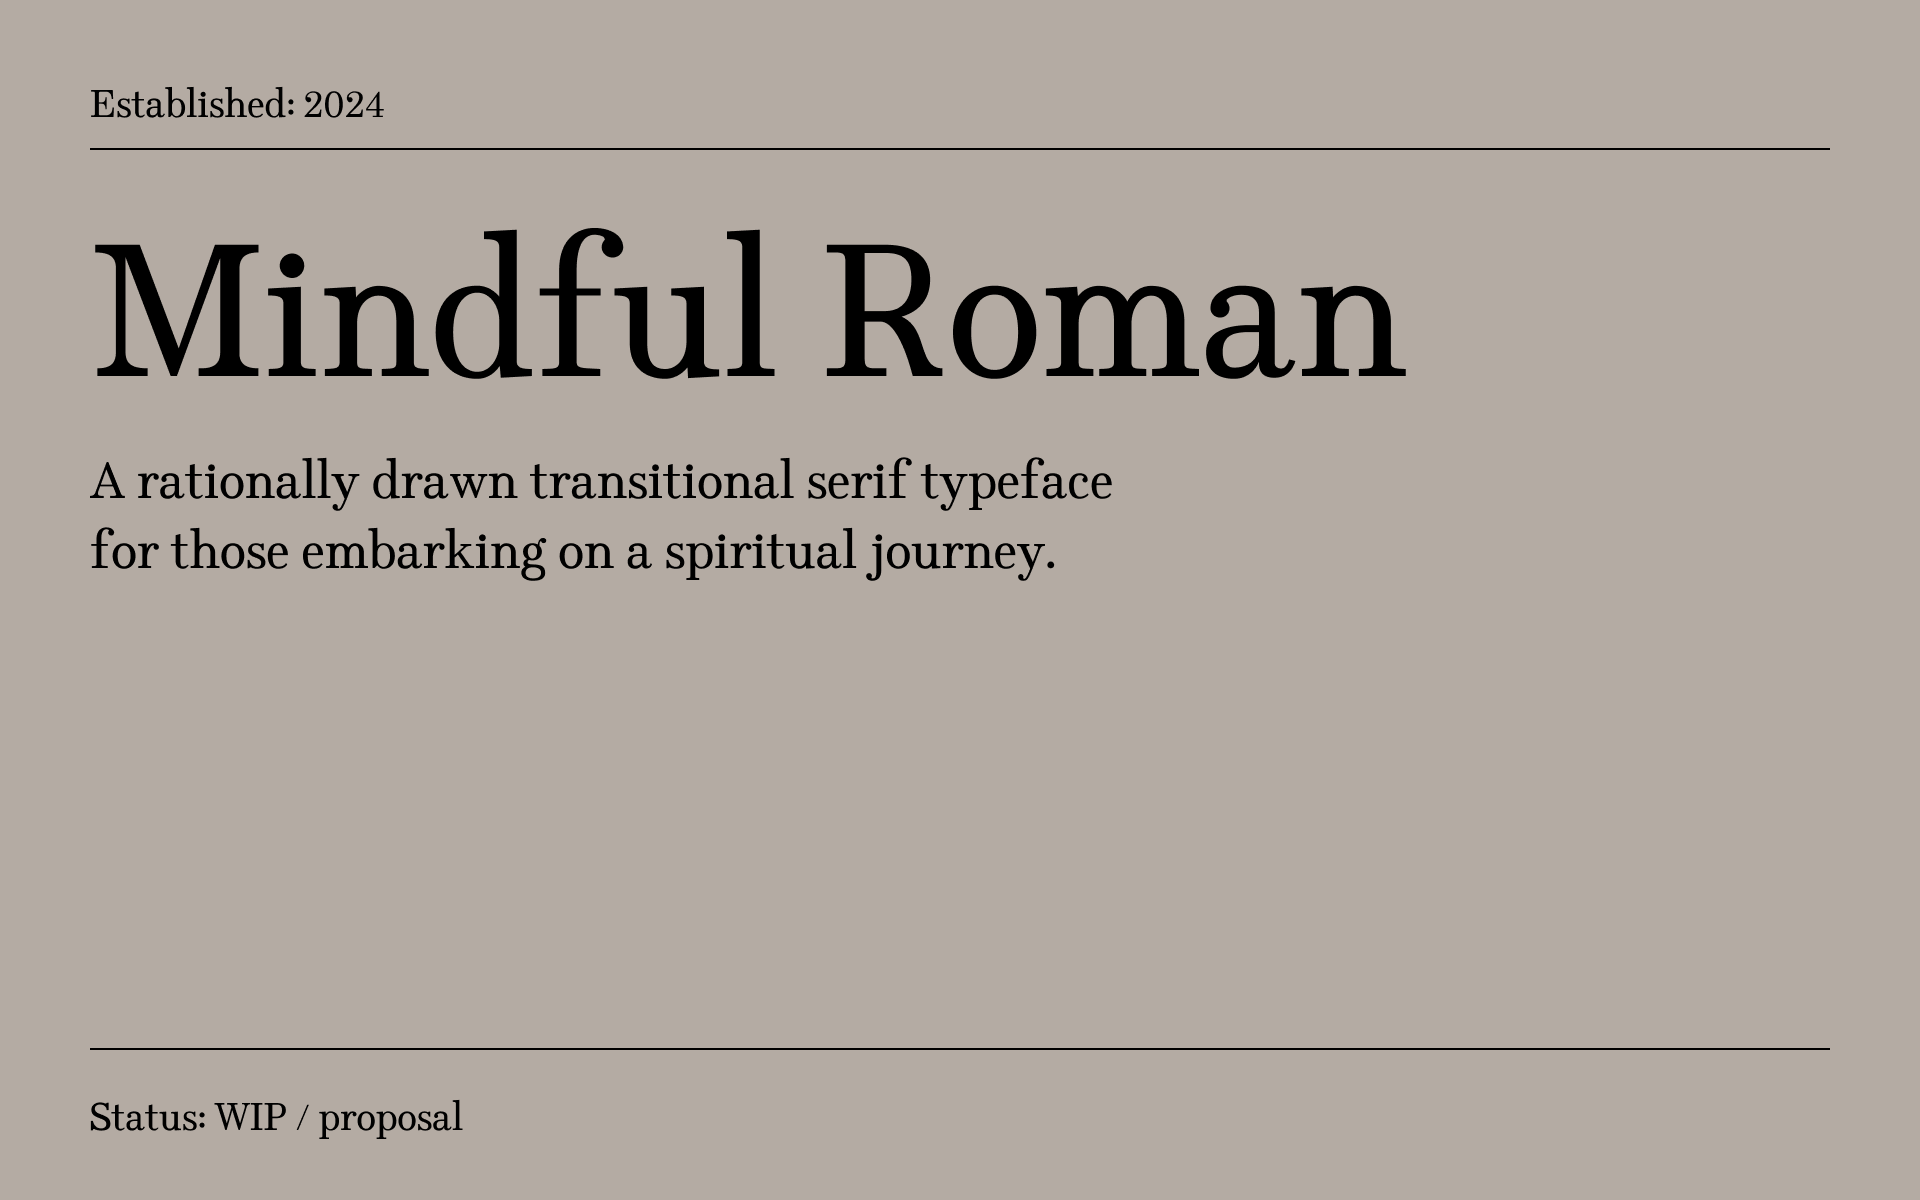 Established: 2024
Mindful Roman
A rationally drawn transitional serif typeface
for those embarking on a spiritual journey.
Status: WIP / proposal